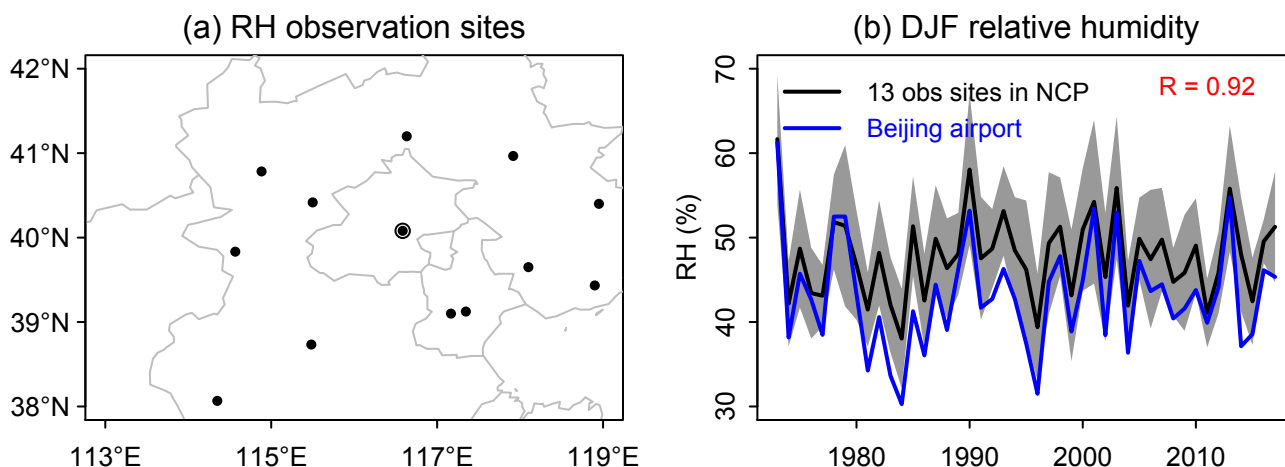 (a) RH observation sites
42°N
41°N
40°N
39°N
38°N
113°E
115°E
117°E
119°E
(b) DJF relative humidity
RH (%)
70
60
50
40
30
13 obs sites in NCP
Beijing airport
R = 0.92
1980
1990
2000
2010